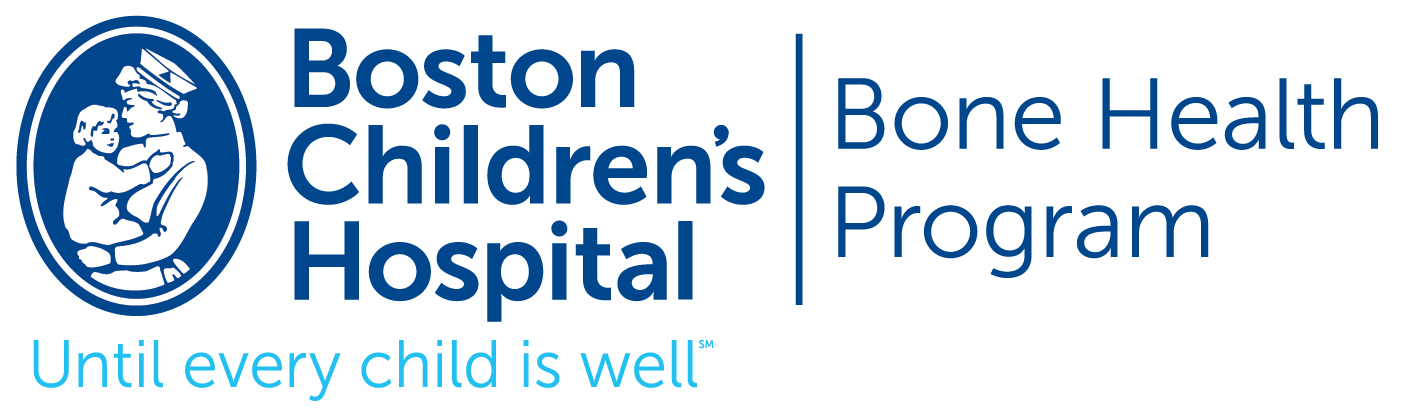 Boston
Children's
Hospital
Until every child is well℠
Bone Health
Program